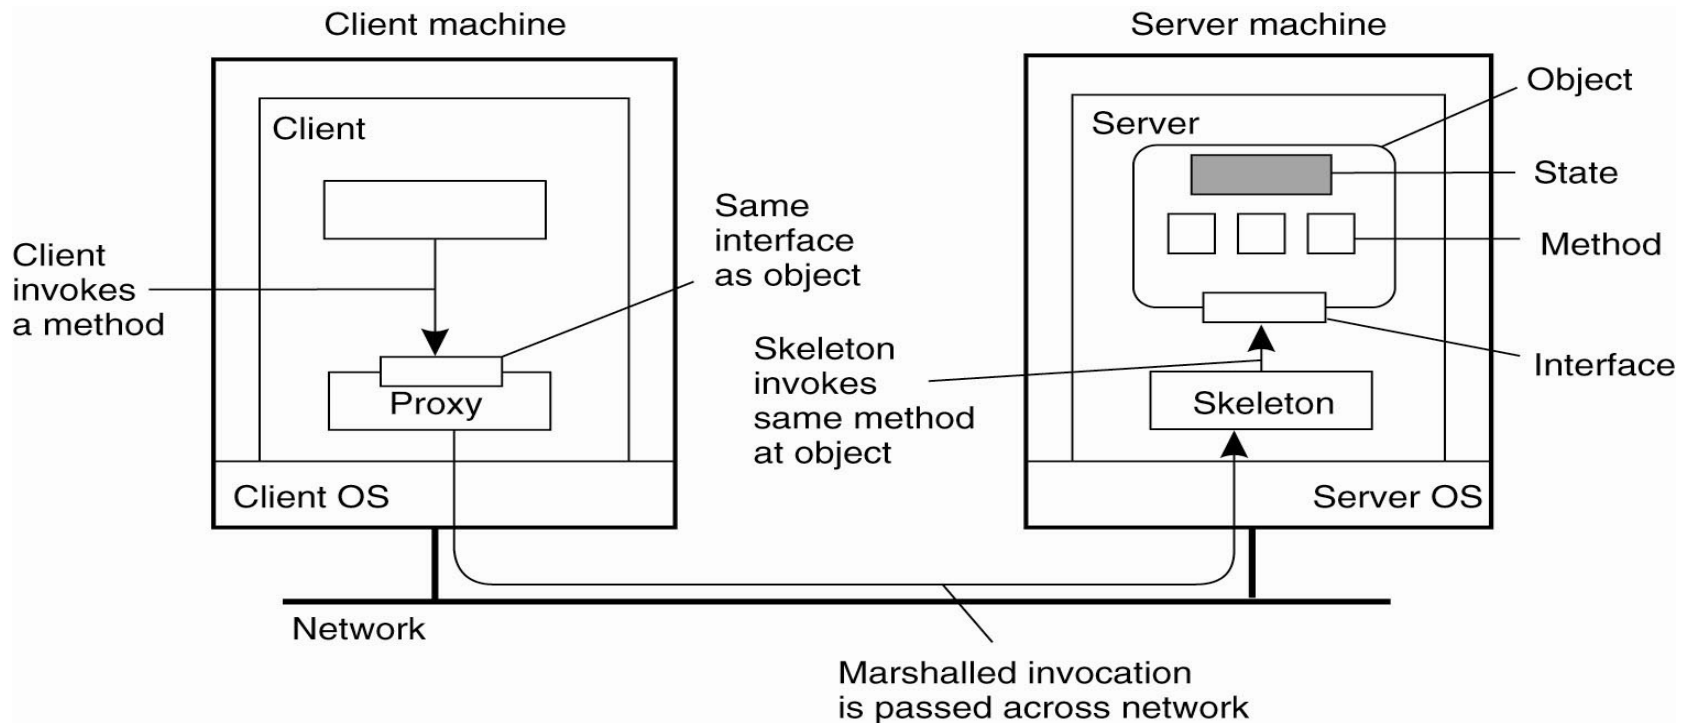 Client machine
Server machine
Object
Client
Server
State
Same
interface
as object
Method
Client
invokes
a method
Skeleton
invokes
same method
at object
Interface
Proxy
Skeleton
Client OS
Server OS
Network
Marshalled invocation
is passed across network